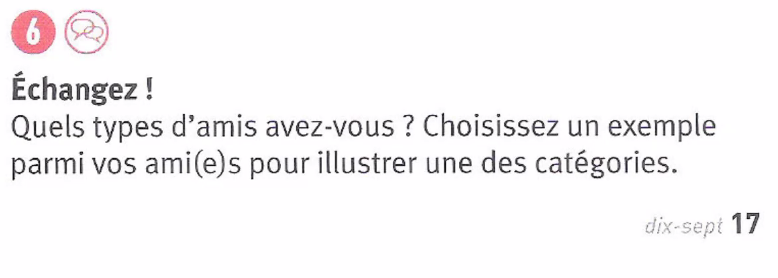 6
Échangez !
Quels types d'amis avez-vous ? Choisissez un exemple
parmi vos ami(e)s pour illustrer une des catégories.
dix-sept 17